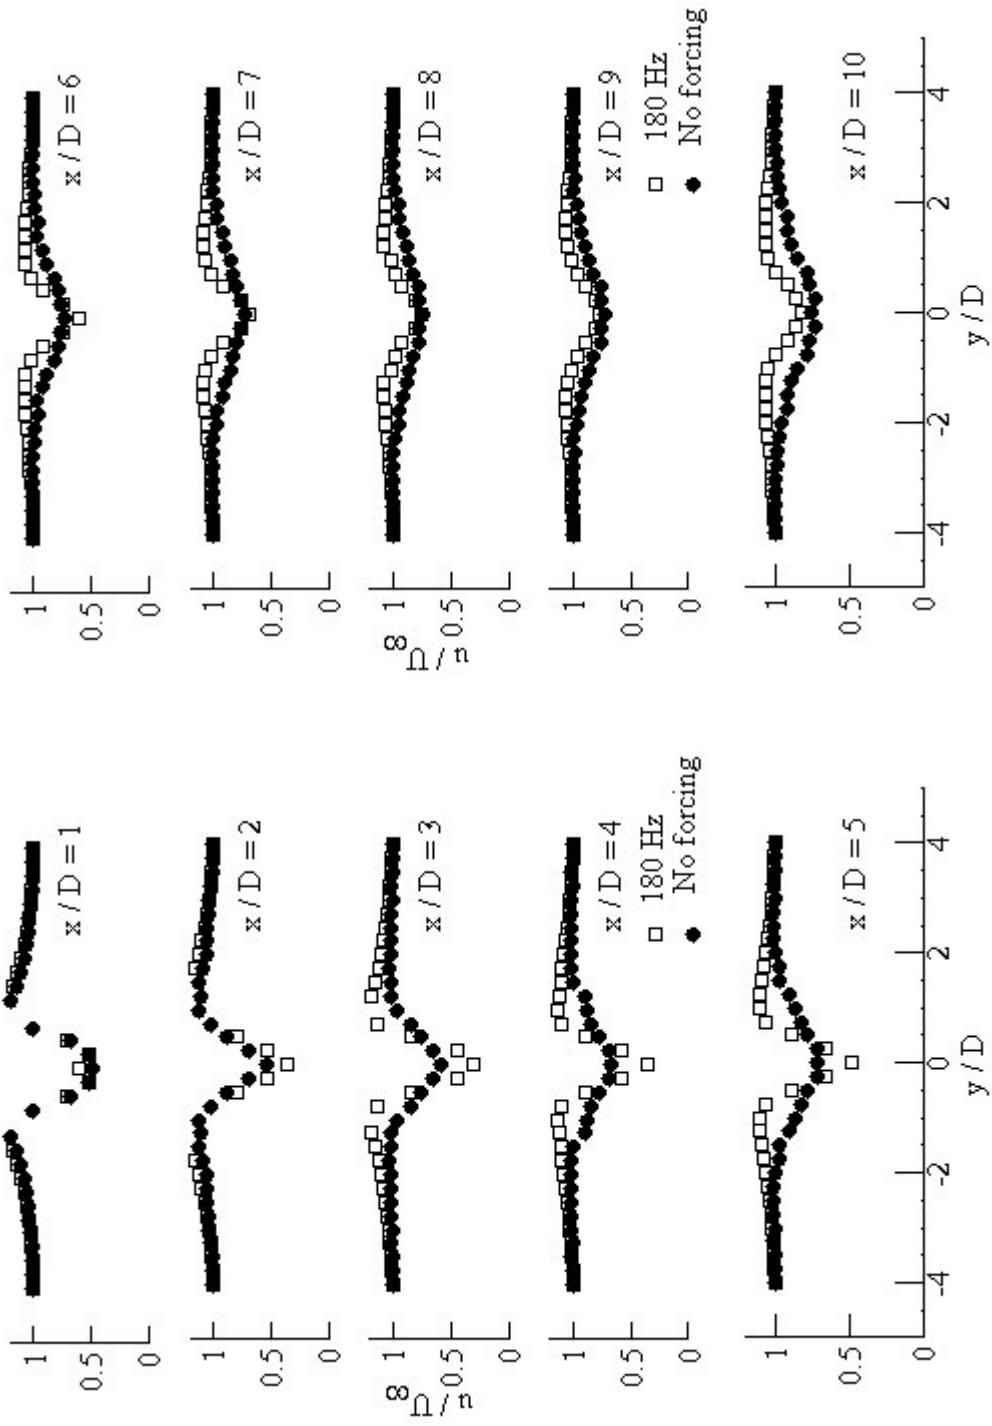 1
0.5
0
x / D = 1
1
0.5
0
x / D = 2
1
u / U∞
0.5
0
x / D = 3
1
0.5
0
x / D = 4
180 Hz
No forcing
1
0.5
0
x / D = 5
-4 -2 0 2 4
y / D
1
0.5
0
x / D = 6
1
0.5
0
x / D = 7
1
u / U∞
0.5
0
x / D = 8
1
0.5
0
x / D = 9
180 Hz
No forcing
1
0.5
0
x / D = 10
-4 -2 0 2 4
y / D